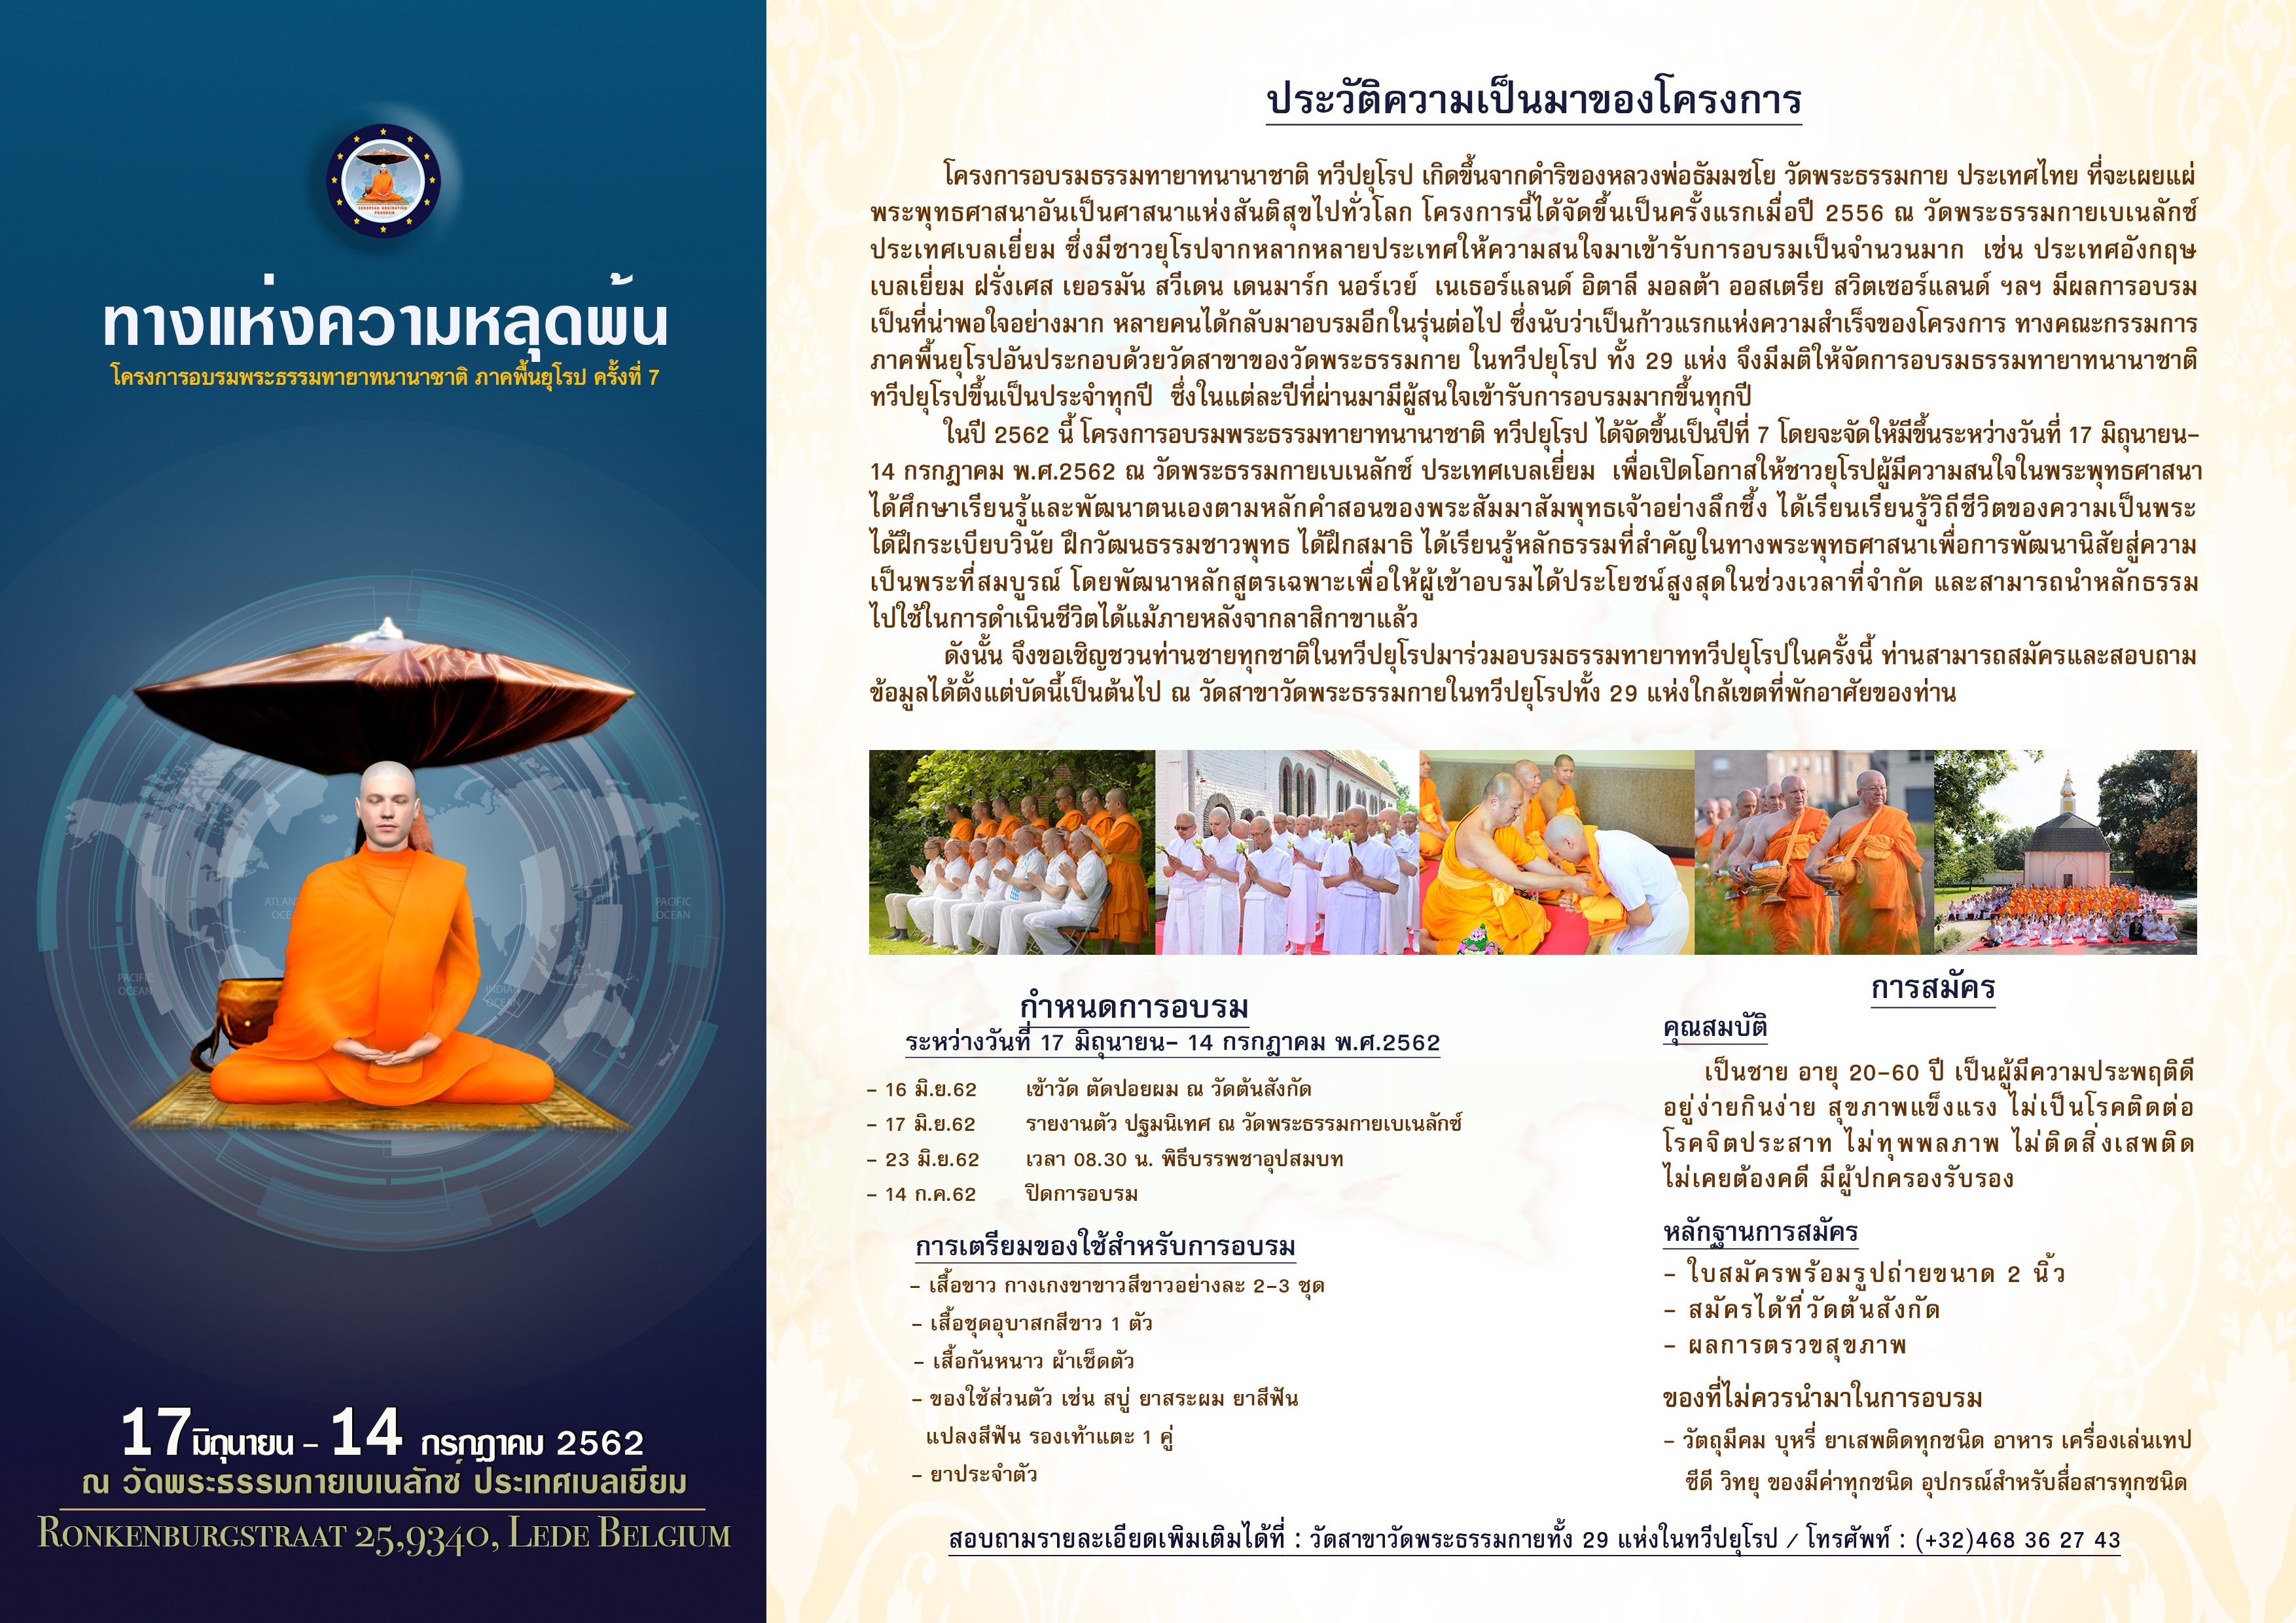 EUROPEAN ORDINATION
PROGRAM
ทางแห่งความหลุดพ้น
โครงการอบรมพระธรรมทายาทนานาชาติ ภาคพื้นยุโรป ครั้งที่ 7
ATLAN
OCE
PACIFIC
OCEAN
PACIFIC
OCEAN
INDIAN
OCEAN
17มิถุนายน - 14 กรกฎาคม 2562
ณ วัดพระธรรมกายเบเนลักซ์ ประเทศเบลเยียม
RONKENBURGSTRAAT 25,9340, LEDE BELGIUM
ประวัติความเป็นมาของโครงการ
โครงการอบรมธรรมทายาทนานาชาติ ทวีปยุโรป เกิดขึ้นจากดำริของหลวงพ่อธัมมชโย วัดพระธรรมกาย ประเทศไทย ที่จะเผยแผ่
พระพุทธศาสนาอันเป็นศาสนาแห่งสันติสุขไปทั่วโลก โครงการนี้ได้จัดขึ้นเป็นครั้งแรกเมื่อปี 2556 ณ วัดพระธรรมกายเบเนลักซ์
ประเทศเบลเยี่ยม ซึ่งมีชาวยุโรปจากหลากหลายประเทศให้ความสนใจมาเข้ารับการอบรมเป็นจำนวนมาก เช่น ประเทศอังกฤษ
เบลเยี่ยม ฝรั่งเศส เยอรมัน สวีเดน เดนมาร์ก นอร์เวย์ เนเธอร์แลนด์ อิตาลี มอลต้า ออสเตรีย สวิตเซอร์แลนด์ ฯลฯ มีผลการอบรม
เป็นที่น่าพอใจอย่างมาก หลายคนได้กลับมาอบรมอีกในรุ่นต่อไป ซึ่งนับว่าเป็นก้าวแรกแห่งความสำเร็จของโครงการ ทางคณะกรรมการ
ภาคพื้นยุโรปอันประกอบด้วยวัดสาขาของวัดพระธรรมกาย ในทวีปยุโรป ทั้ง 29 แห่ง จึงมีมติให้จัดการอบรมธรรมทายาทนานาชาติ
ทวีปยุโรปขึ้นเป็นประจำทุกปี ซึ่งในแต่ละปีที่ผ่านมามีผู้สนใจเข้ารับการอบรมมากขึ้นทุกปี
ในปี 2562 นี้ โครงการอบรมพระธรรมทายาทนานาชาติ ทวีปยุโรป ได้จัดขึ้นเป็นปีที่ 7 โดยจะจัดให้มีขึ้นระหว่างวันที่ 17 มิถุนายน-
14 กรกฎาคม พ.ศ.2562 ณ วัดพระธรรมกายเบเนลักซ์ ประเทศเบลเยี่ยม เพื่อเปิดโอกาสให้ชาวยุโรปผู้มีความสนใจในพระพุทธศาสนา
ได้ศึกษาเรียนรู้และพัฒนาตนเองตามหลักคำสอนของพระสัมมาสัมพุทธเจ้าอย่างลึกซึ้ง ได้เรียนเรียนรู้วิถีชีวิตของความเป็นพระ
ได้ฝึกระเบียบวินัย ฝึกวัฒนธรรมชาวพุทธ ได้ฝึกสมาธิ ได้เรียนรู้หลักธรรมที่สำคัญในทางพระพุทธศาสนาเพื่อการพัฒนานิสัยสู่ความ
เป็นพระที่สมบูรณ์ โดยพัฒนาหลักสูตรเฉพาะเพื่อให้ผู้เข้าอบรมได้ประโยชน์สูงสุดในช่วงเวลาที่จำกัด และสามารถนำหลักธรรม
ไปใช้ในการดำเนินชีวิตได้แม้ภายหลังจากลาสิกาขาแล้ว
ดังนั้น จึงขอเชิญชวนท่านชายทุกชาติในทวีปยุโรปมาร่วมอบรมธรรมทายาททวีปยุโรปในครั้งนี้ ท่านสามารถสมัครและสอบถาม
ข้อมูลได้ตั้งแต่บัดนี้เป็นต้นไป ณ วัดสาขาวัดพระธรรมกายในทวีปยุโรปทั้ง 29 แห่งใกล้เขตที่พักอาศัยของท่าน
กำหนดการอบรม
ระหว่างวันที่ 17 มิถุนายน- 14 กรกฎาคม พ.ศ.2562
- 16 มิ.ย.62 เข้าวัด ตัดปอยผม ณ วัดต้นสังกัด
- 17 มิ.ย.62 รายงานตัว ปฐมนิเทศ ณ วัดพระธรรมกายเบเนลักซ์
- 23 มิ.ย.62 เวลา 08.30 น. พิธีบรรพชาอุปสมบท
- 14 ก.ค.62 ปิดการอบรม
การเตรียมของใช้สำหรับการอบรม
- เสื้อขาว กางเกงขาขาวสีขาวอย่างละ 2-3 ชุด
- เสื้อชุดอุบาสกสีขาว 1 ตัว
- เสื้อกันหนาว ผ้าเช็ดตัว
- ของใช้ส่วนตัว เช่น สบู่ ยาสระผม ยาสีฟัน
แปลงสีฟัน รองเท้าแตะ 1 คู่
- ยาประจำตัว
การสมัคร
คุณสมบัติ
เป็นชาย อายุ 20-60 ปี เป็นผู้มีความประพฤติดี
อยู่ง่ายกินง่าย สุขภาพแข็งแรง ไม่เป็นโรคติดต่อ
โรคจิตประสาท ไม่ทุพพลภาพ ไม่ติดสิ่งเสพติด
ไม่เคยต้องคดี มีผู้ปกครองรับรอง
หลักฐานการสมัคร
- ใบสมัครพร้อมรูปถ่ายขนาด 2 นิ้ว
- สมัครได้ที่วัดต้นสังกัด
- ผลการตรวขสุขภาพ
ของที่ไม่ควรนำมาในการอบรม
- วัตถุมีคม บุหรี่ ยาเสพติดทุกชนิด อาหาร เครื่องเล่นเทป
ซีดี วิทยุ ของมีค่าทุกชนิด อุปกรณ์สำหรับสื่อสารทุกชนิด
สอบถามรายละเอียดเพิ่มเติมได้ที่ : วัดสาขาวัดพระธรรมกายทั้ง 29 แห่งในทวีปยุโรป / โทรศัพท์ : (+32)468 36 27 43